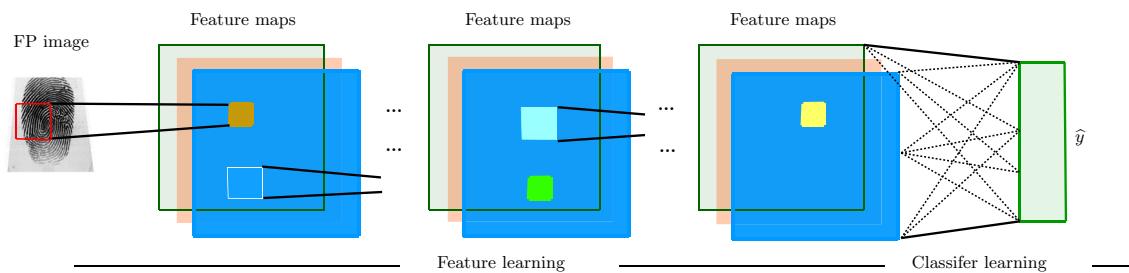 Feature maps
Feature maps
Feature maps
FP image
...
...
...
...
ŷ
Feature learning
Classifer learning